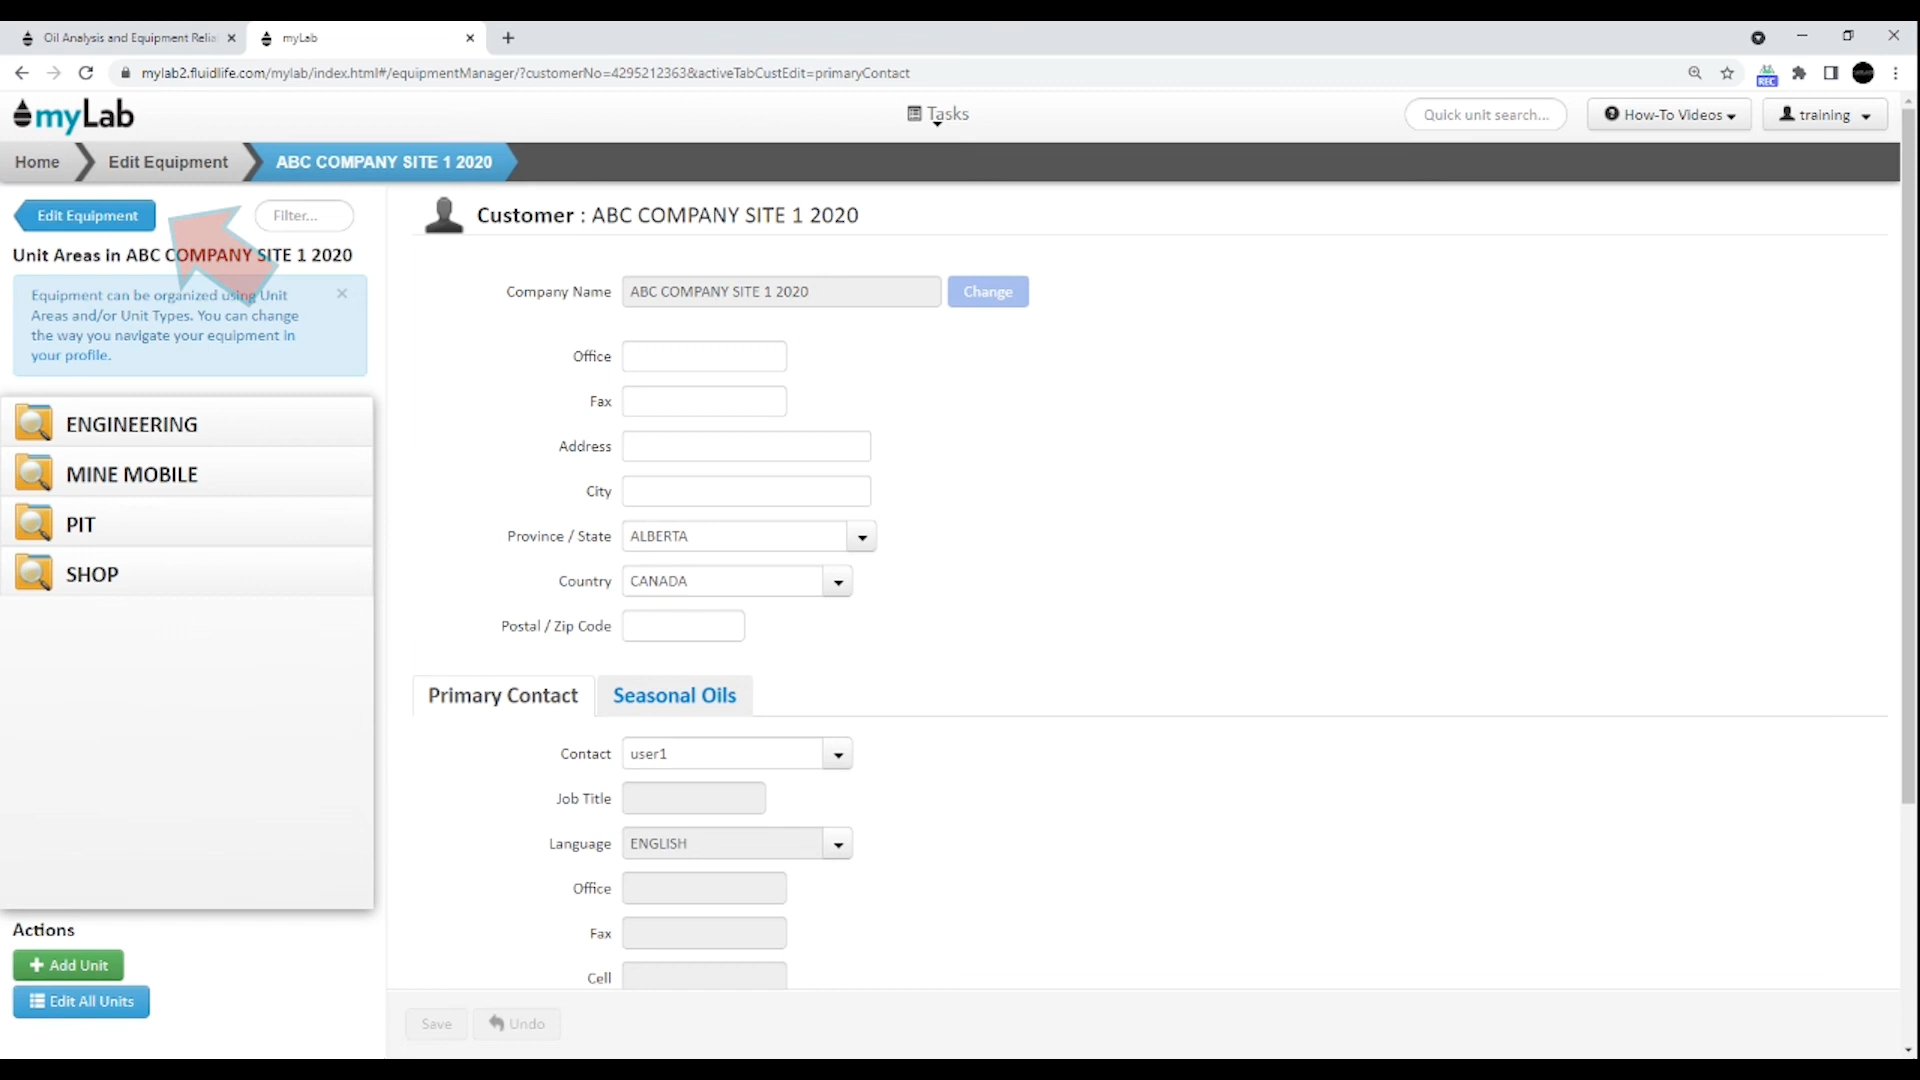 Oil Analysis and Equipment Relia
myLab
mylab2.fluidlife.com/mylab/index.html#/equipmentManager/?customerNo=4295212363&activeTabCustEdit=primaryContact
REC
myLab
Tasks
Quick unit search...
How-To Videos
training
Home
Edit Equipment
ABC COMPANY SITE 1 2020
Edit Equipment
Filter...
Unit Areas in ABC COMPANY SITE 1 2020
Equipment can be organized using Unit
Areas and/or Unit Types. You can change
the way you navigate your equipment in
your profile.
ENGINEERING
MINE MOBILE
PIT
SHOP
Actions
Add Unit
Edit All Units
Customer : ABC COMPANY SITE 1 2020
Company Name ABC COMPANY SITE 1 2020 Change
Office
Fax
Address
City
Province / State ALBERTA
Country CANADA
Postal / Zip Code
Primary Contact
Seasonal Oils
Contact user1
Job Title
Language ENGLISH
Office
Fax
Cell
Save
Undo